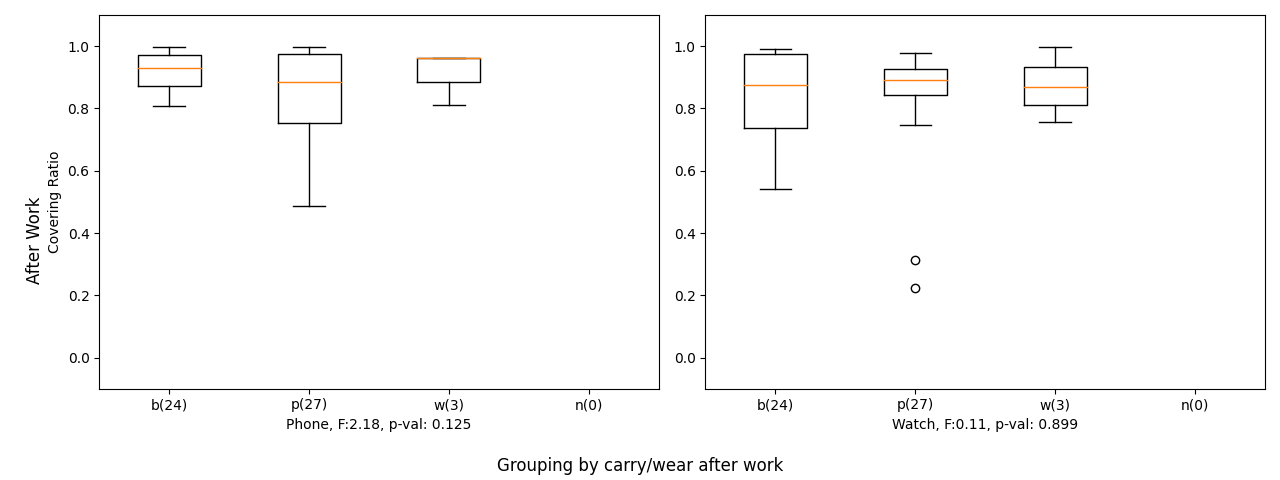 After Work
Covering Ratio
1.0
0.8
0.6
0.4
0.2
0.0
b(24) p(27) w(3) n(0)
Phone, F:2.18, p-val: 0.125
1.0
0.8
0.6
0.4
0.2
0.0
b(24) p(27) w(3) n(0)
Watch, F:0.11, p-val: 0.899
Grouping by carry/wear after work